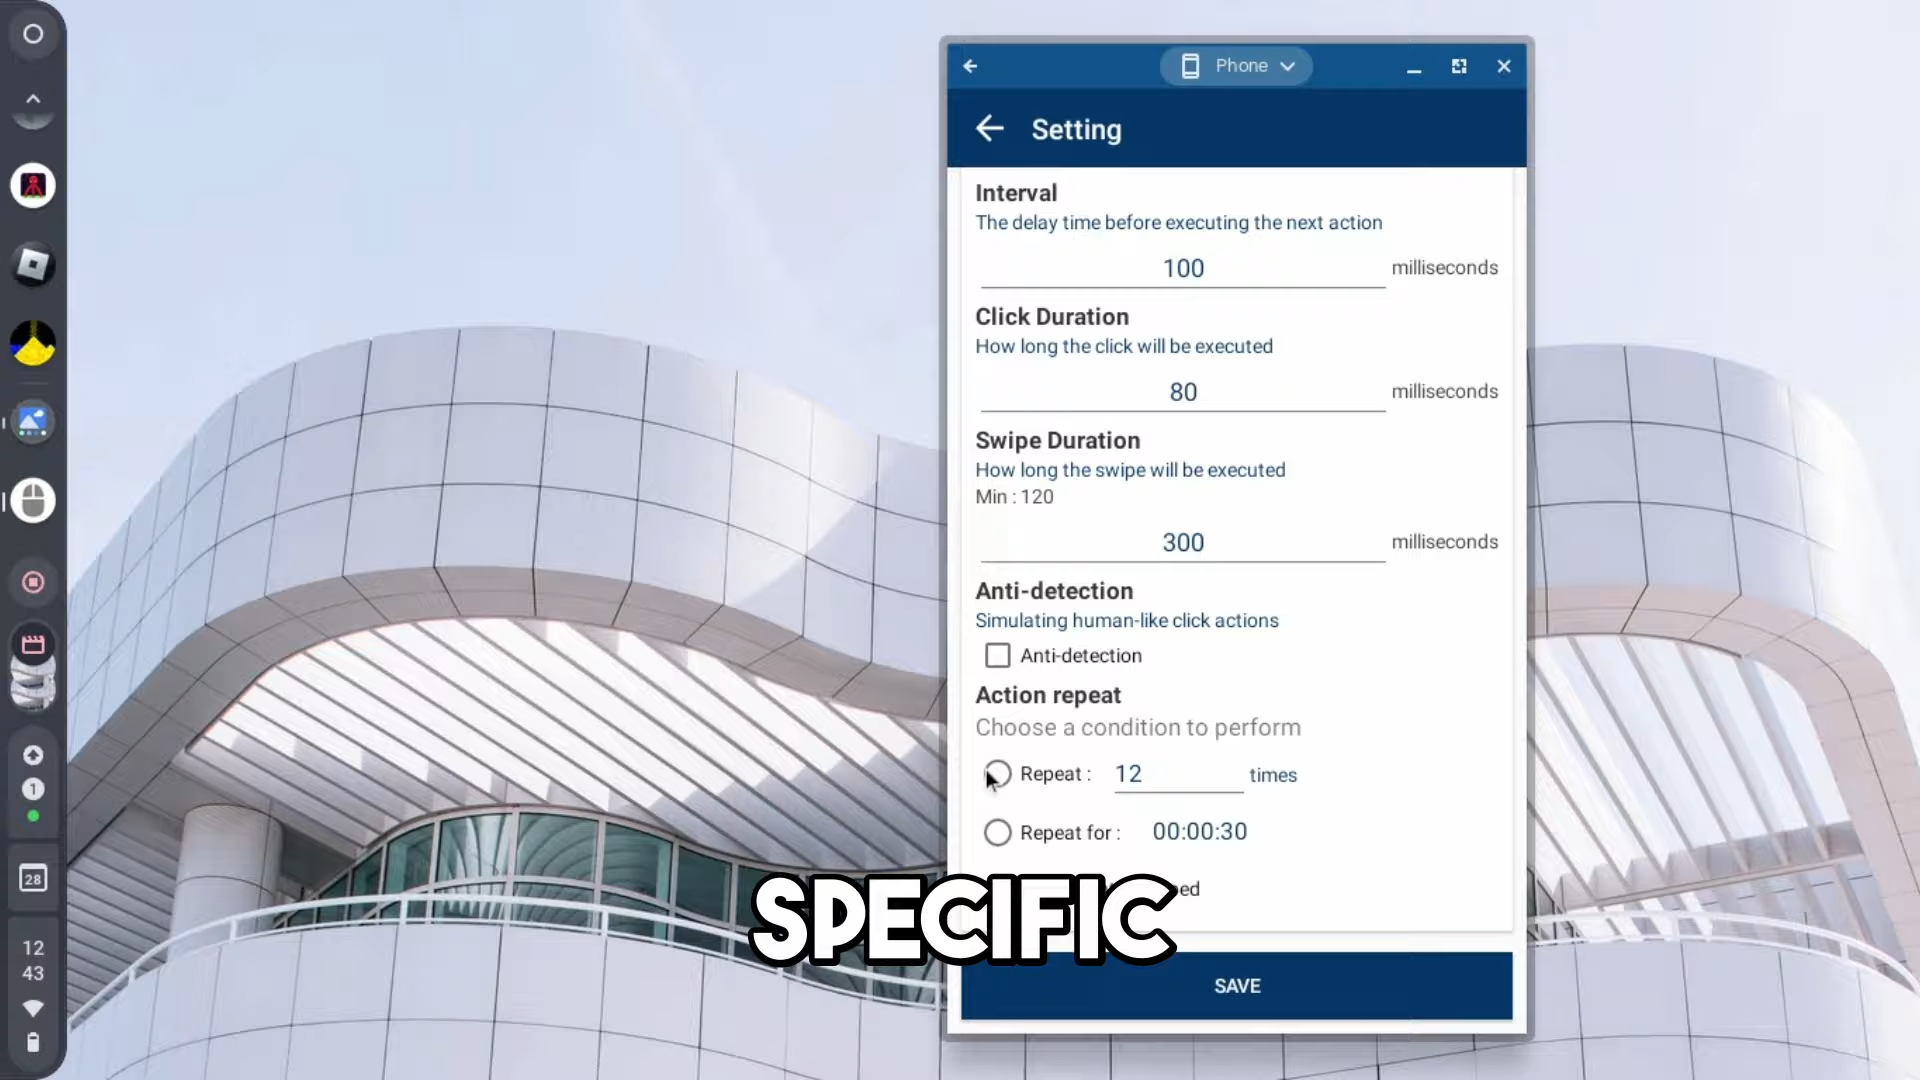 Phone
Setting
Interval
The delay time before executing the next action
100 milliseconds
Click Duration
How long the click will be executed
80 milliseconds
Swipe Duration
How long the swipe will be executed
Min : 120
300 milliseconds
Anti-detection
Simulating human-like click actions
Anti-detection
Action repeat
Choose a condition to perform
Repeat : 12 times
Repeat for : 00:00:30
SPECIFIC
SAVE
1
28
12
43